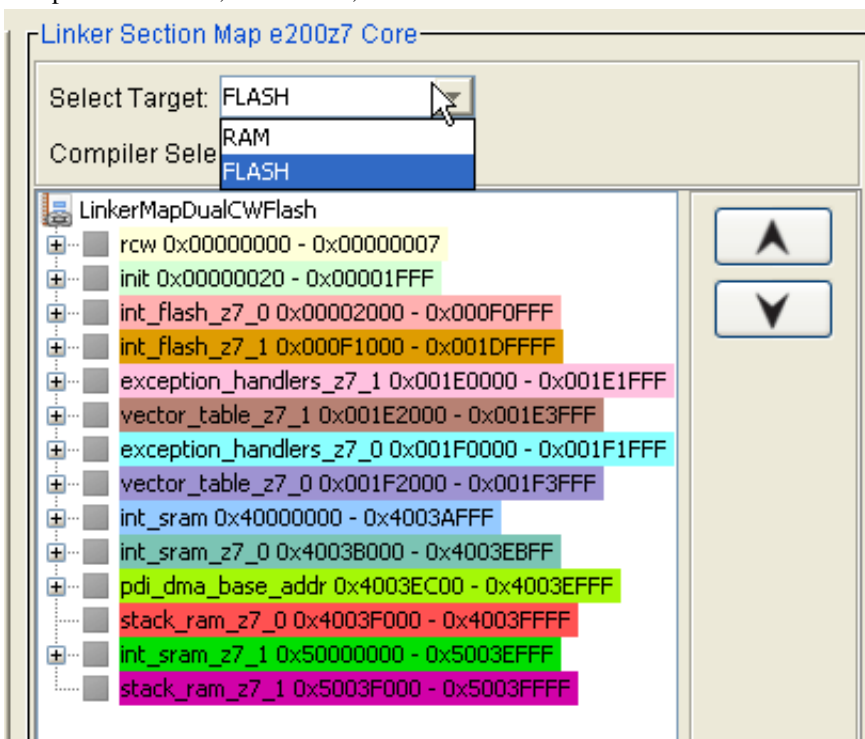 Linker Section Map e200z7 Core
Select Target: FLASH
RAM
Compiler Sele
FLASH
LinkerMapDualCWFlash
rcw 0x00000000 - 0x00000007
init 0x00000020 - 0x00001FFF
int_flash_z7_0 0x00002000 - 0x000F0FFF
int_flash_z7_1 0x000F1000 - 0x001DFFFF
exception_handlers_z7_1 0x001E0000 - 0x001E1FFF
vector_table_z7_1 0x001E2000 - 0x001E3FFF
exception_handlers_z7_0 0x001F0000 - 0x001F1FFF
vector_table_z7_0 0x001F2000 - 0x001F3FFF
int_sram 0x40000000 - 0x4003AFFF
int_sram_z7_0 0x4003B000 - 0x4003EBFF
pdi_dma_base_addr 0x4003EC00 - 0x4003EFFF
stack_ram_z7_0 0x4003F000 - 0x4003FFFF
int_sram_z7_1 0x50000000 - 0x5003EFFF
stack_ram_z7_1 0x5003F000 - 0x5003FFFF